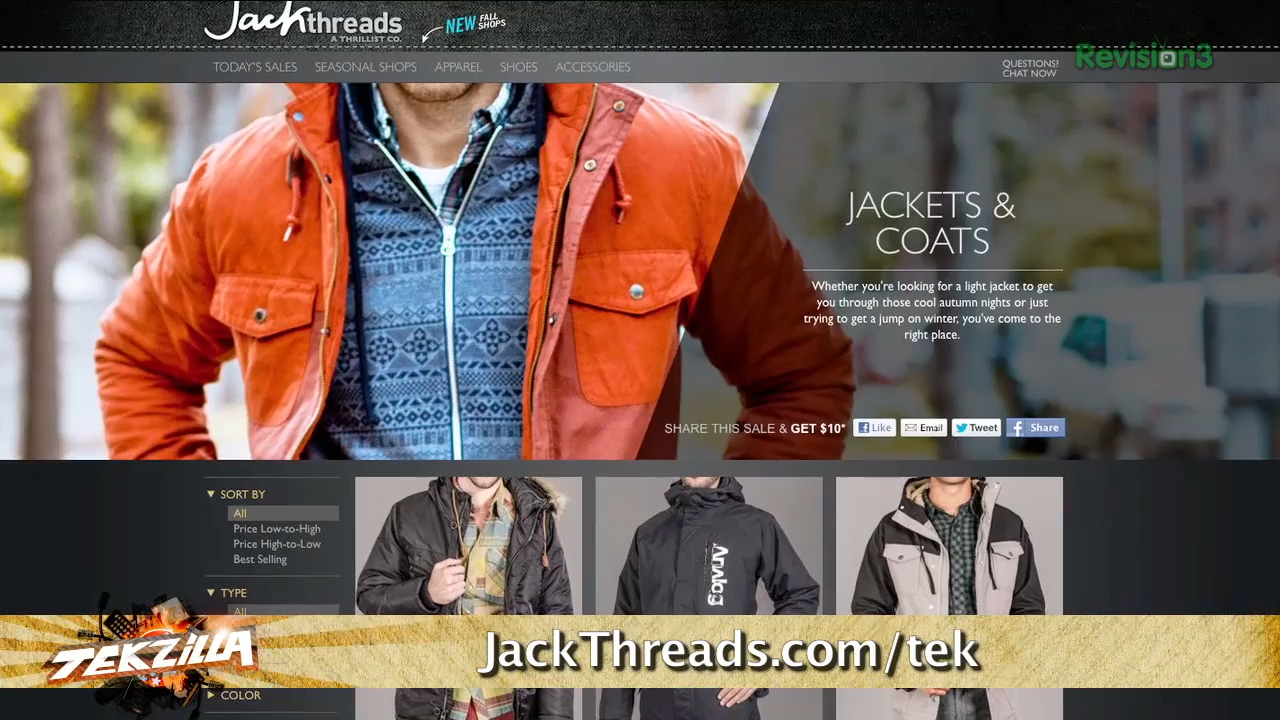 Jackthreads
A THRILLIST CO.
NEW FALL SHOPS
Revision3
TODAY'S SALES SEASONAL SHOPS APPAREL SHOES ACCESSORIES
QUESTIONS!
CHAT NOW
JACKETS &
COATS
Whether you're looking for a light jacket to get
you through those cool autumn nights or just
trying to get a jump on winter, you've come to the
right place.
SHARE THIS SALE & GET $10* Like Email Tweet Share
SORT BY
All
Price Low-to-High
Price High-to-Low
Best Selling
TYPE
All
Analog
TEKZILLA
JackThreads.com/tek
COLOR